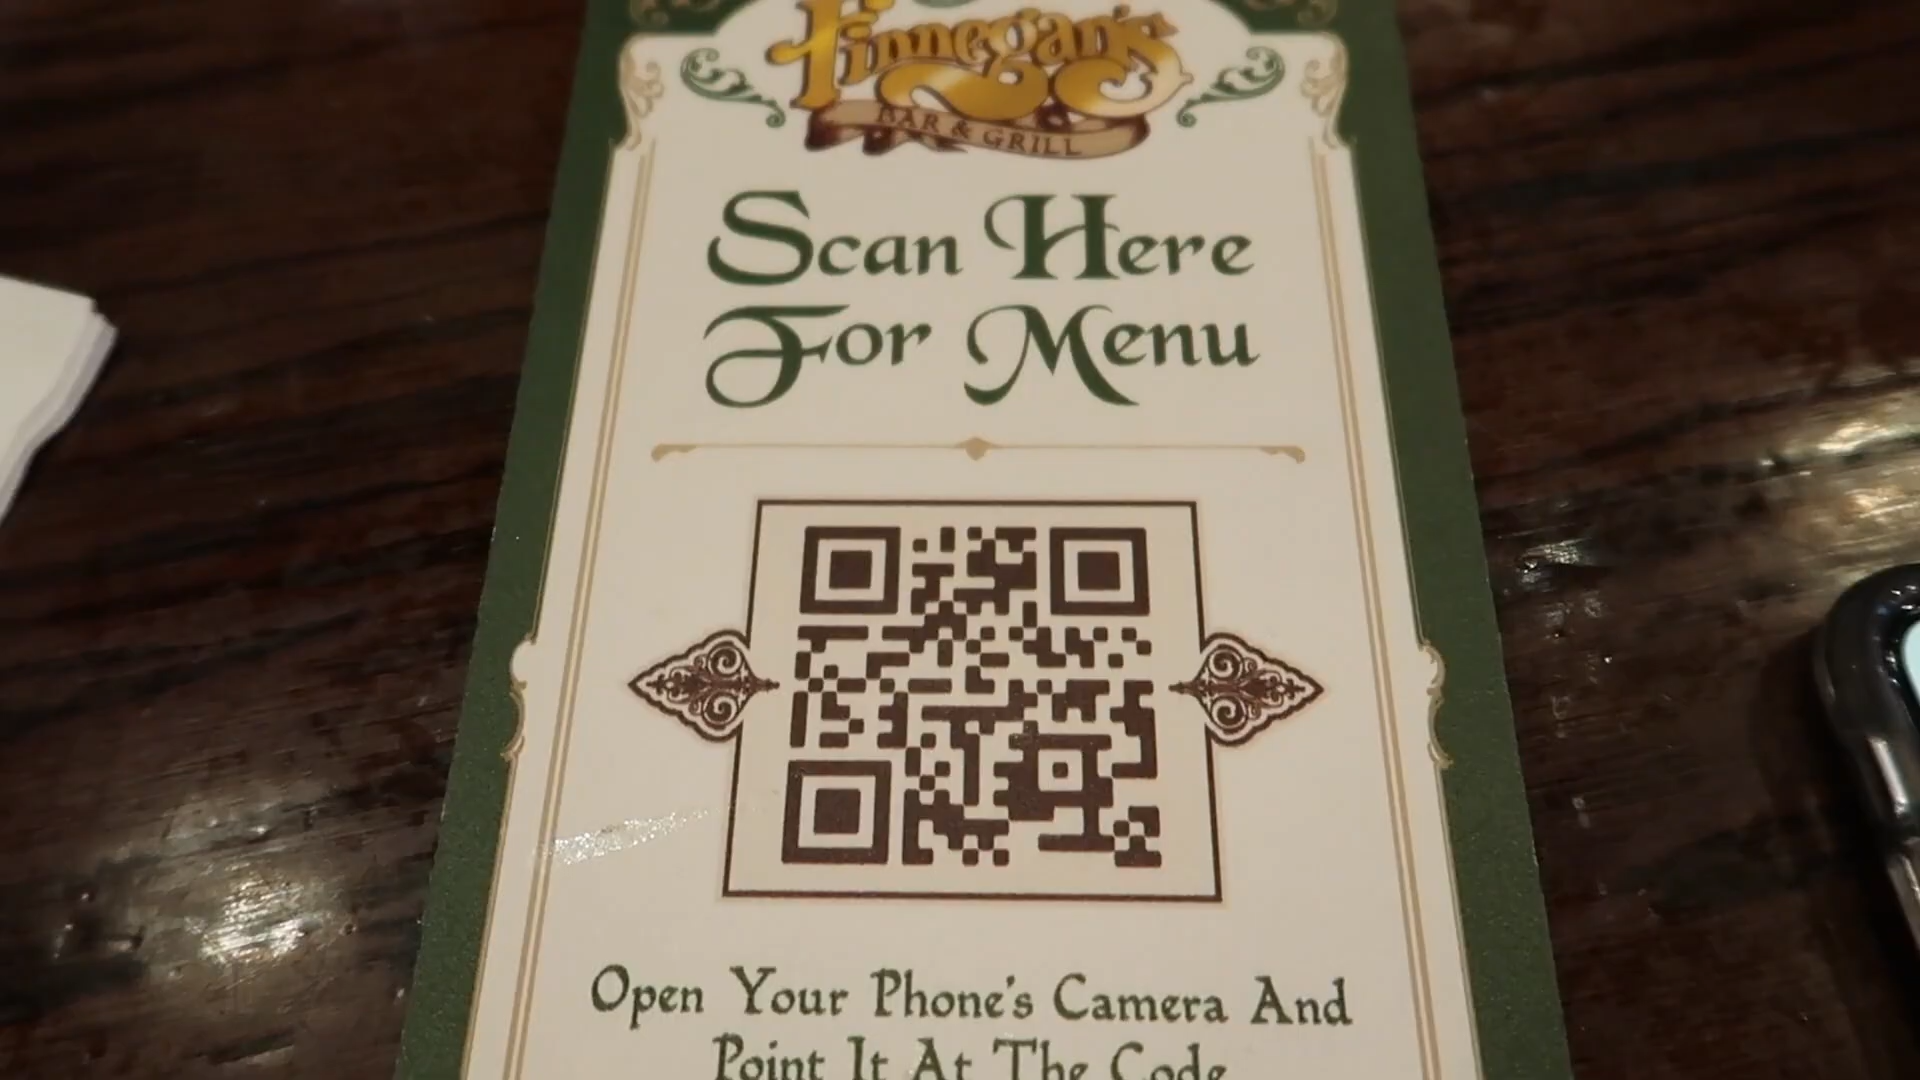 Finnegan's
BAR & GRILL
Scan Here
For Menu
Open Your Phone's Camera And
Point It At The Code